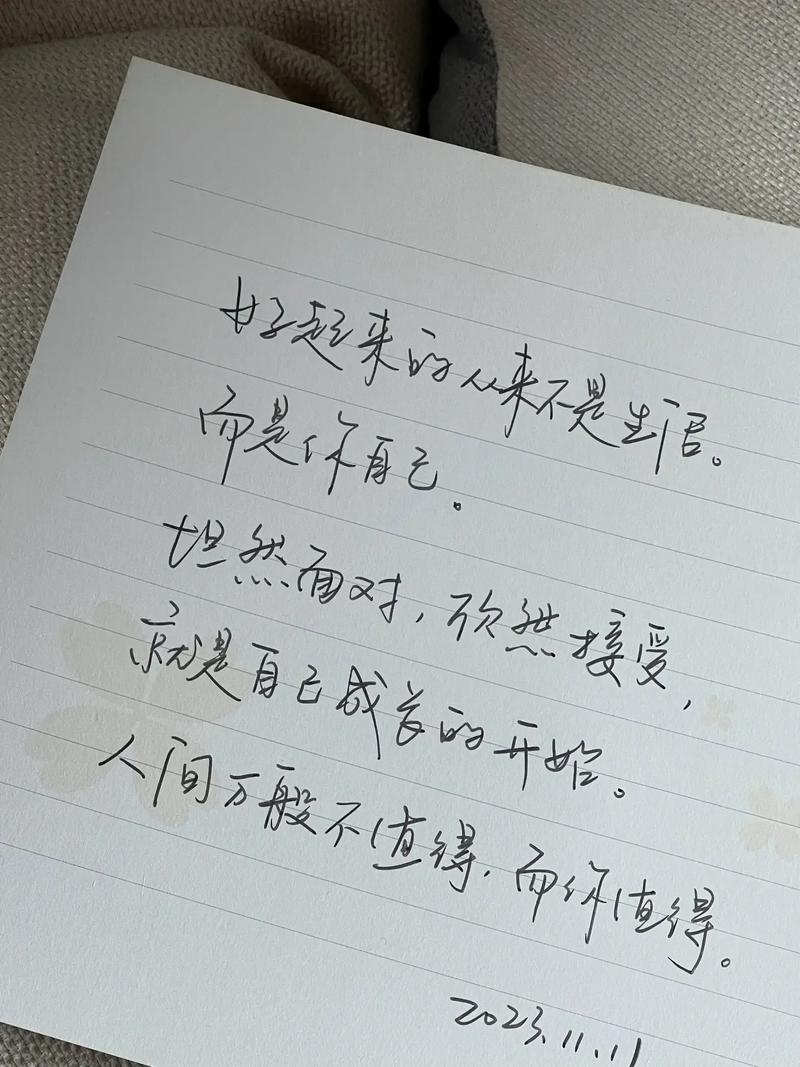 好起来的从来不是生活。
而是你自己。
坦然面对，欣然接受，
就是自己成长的开始。
人间万般不值得，而你值得。
2023.11.11